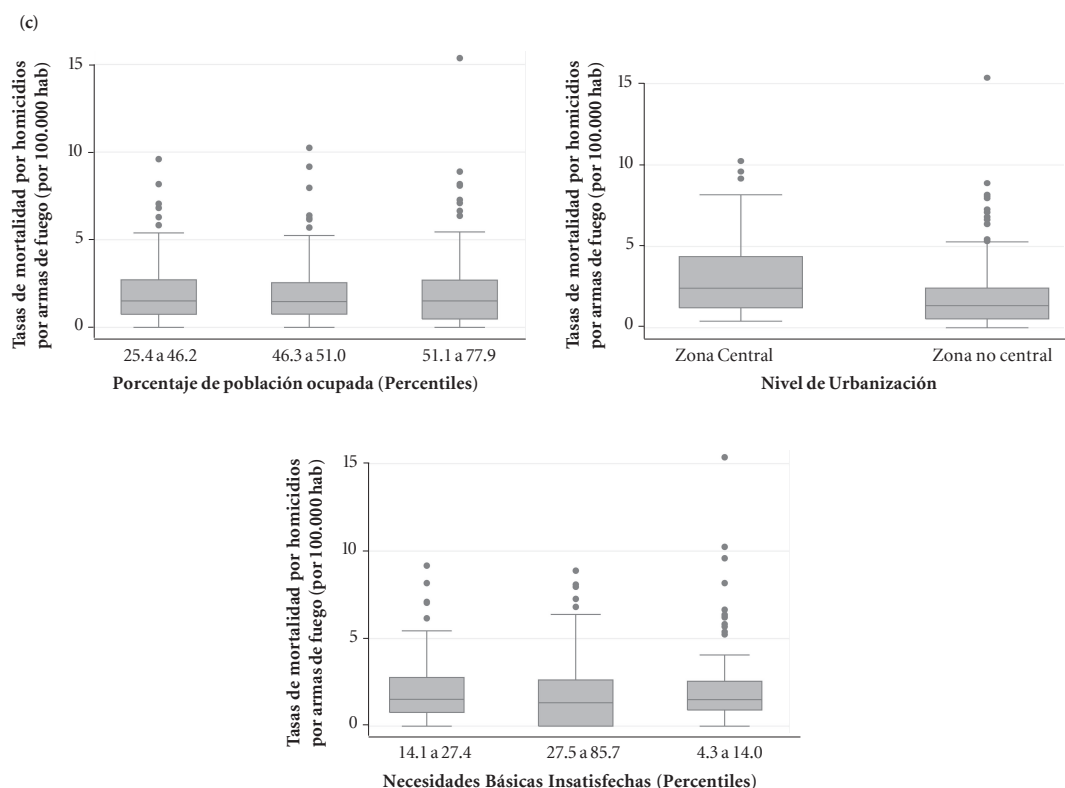 (c)
Tasas de mortalidad por homicidios
por armas de fuego (por 100.000 hab)
15
10
5
0
25.4 a 46.2
46.3 a 51.0
51.1 a 77.9
Porcentaje de población ocupada (Percentiles)
Tasas de mortalidad por homicidios
por armas de fuego (por 100.000 hab)
15
10
5
0
Zona Central
Zona no central
Nivel de Urbanización
Tasas de mortalidad por homicidios
por armas de fuego (por 100.000 hab)
15
10
5
0
14.1 a 27.4
27.5 a 85.7
4.3 a 14.0
Necesidades Básicas Insatisfechas (Percentiles)